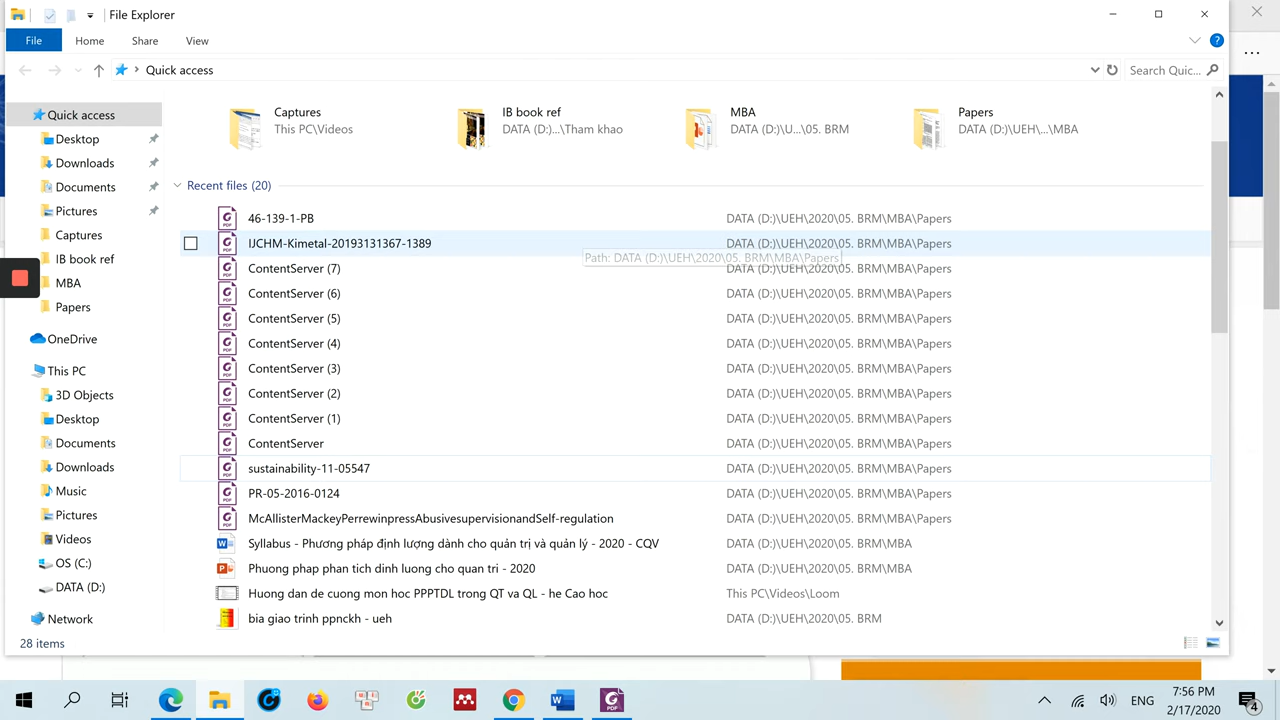 File Explorer
File Home Share View
Quick access Search Quic...
Quick access
Desktop
Downloads
Documents
Pictures
Captures
IB book ref
MBA
Papers
OneDrive
This PC
3D Objects
Desktop
Documents
Downloads
Music
Pictures
Videos
OS (C:)
DATA (D:)
Network
Captures
This PC\Videos
IB book ref
DATA (D:)...\Tham khao
MBA
DATA (D:)\U...\05. BRM
Papers
DATA (D:)\UEH\...\MBA
Recent files (20)
46-139-1-PB DATA (D:)\UEH\2020\05. BRM\MBA\Papers
IJCHM-Kimetal-20193131367-1389 DATA (D:)\UEH\2020\05. BRM\MBA\Papers
Path: DATA (D:)\UEH\2020\05. BRM\MBA\Papers
ContentServer (7) DATA (D:)\UEH\2020\05. BRM\MBA\Papers
ContentServer (6) DATA (D:)\UEH\2020\05. BRM\MBA\Papers
ContentServer (5) DATA (D:)\UEH\2020\05. BRM\MBA\Papers
ContentServer (4) DATA (D:)\UEH\2020\05. BRM\MBA\Papers
ContentServer (3) DATA (D:)\UEH\2020\05. BRM\MBA\Papers
ContentServer (2) DATA (D:)\UEH\2020\05. BRM\MBA\Papers
ContentServer (1) DATA (D:)\UEH\2020\05. BRM\MBA\Papers
ContentServer DATA (D:)\UEH\2020\05. BRM\MBA\Papers
sustainability-11-05547 DATA (D:)\UEH\2020\05. BRM\MBA\Papers
PR-05-2016-0124 DATA (D:)\UEH\2020\05. BRM\MBA\Papers
McAllisterMackeyPerrewinpressAbusivesupervisionandSelf-regulation DATA (D:)\UEH\2020\05. BRM\MBA\Papers
Syllabus - Phương pháp định lượng dành cho quản trị và quản lý - 2020 - CQV DATA (D:)\UEH\2020\05. BRM\MBA
Phuong phap phan tich dinh luong cho quan tri - 2020 DATA (D:)\UEH\2020\05. BRM\MBA
Huong dan de cuong mon hoc PPPTDL trong QT va QL - he Cao hoc This PC\Videos\Loom
bia giao trinh ppnckh - ueh DATA (D:)\UEH\2020\05. BRM
28 items
ENG
7:56 PM
2/17/2020
4